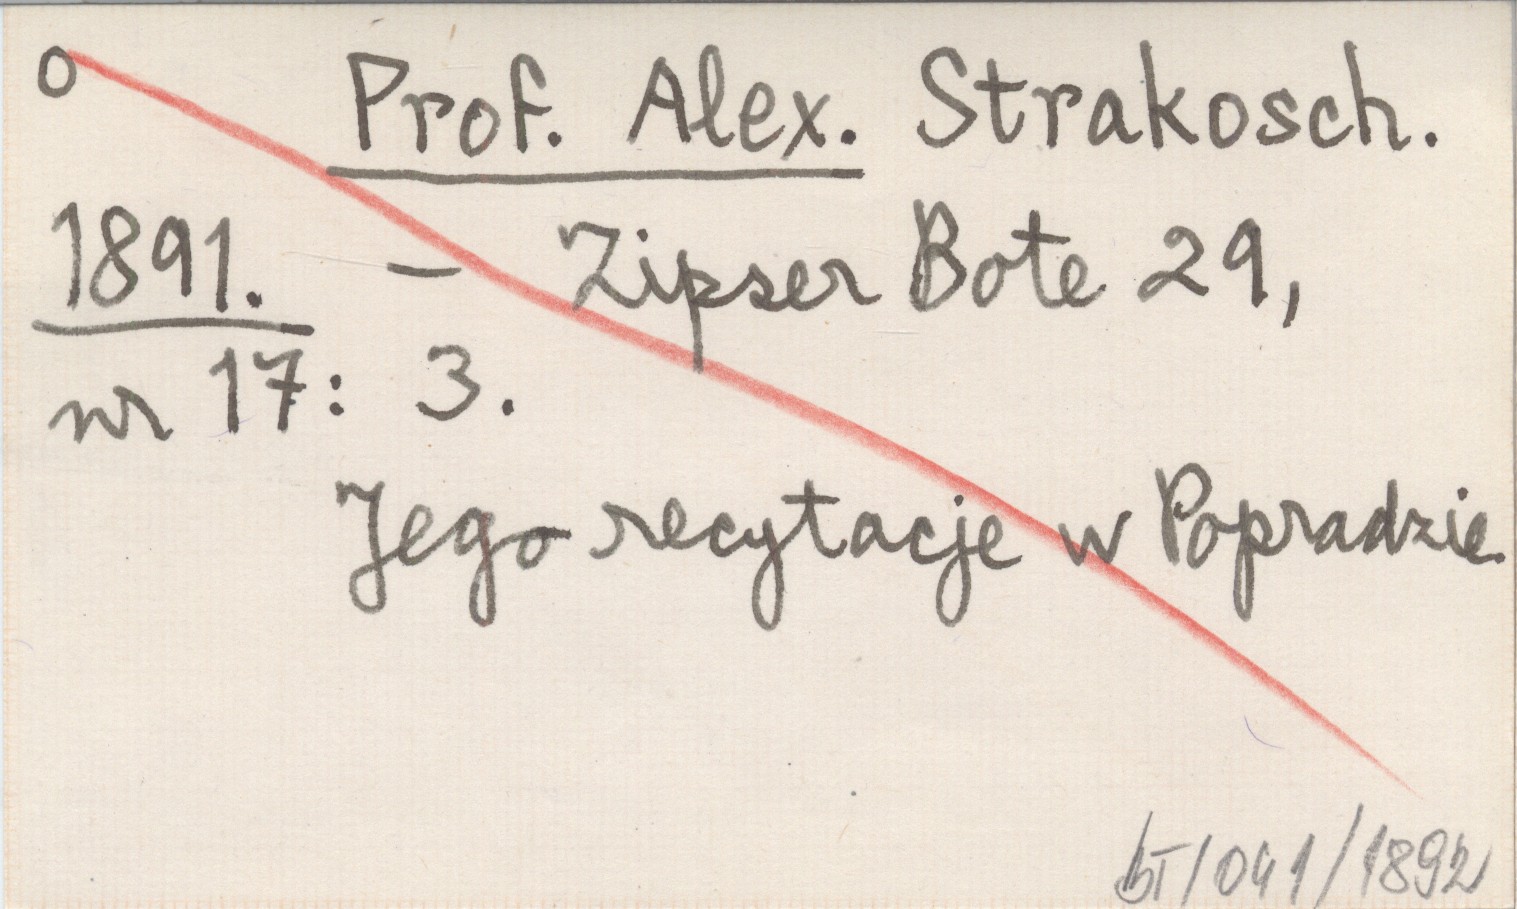 o Prof. Alex. Strakosch.
1891. — Zipser Bote 29,
nr 17: 3.
Jego recytacje w Popradzie.
bT/041/1892